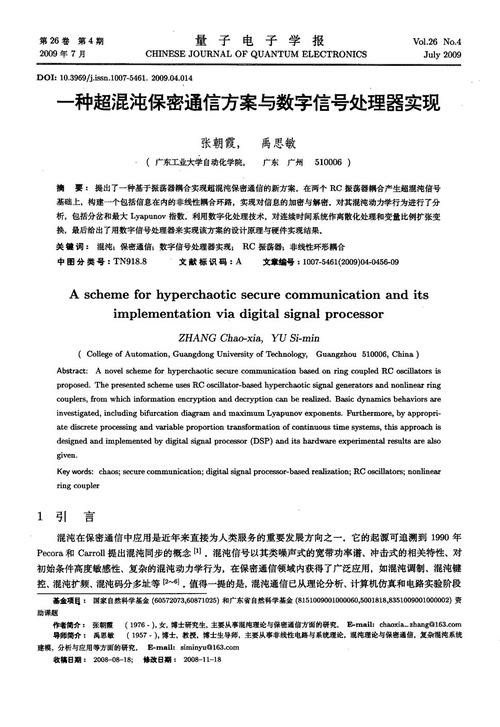 第 26 卷 第 4 期
量 子 电 子 学 报
Vol.26 No.4
2009 年 7 月
CHINESE JOURNAL OF QUANTUM ELECTRONICS
July 2009
DOI: 10.3969/j.issn.1007-5461. 2009.04.014
一种超混沌保密通信方案与数字信号处理器实现
张朝霞， 禹思敏
( 广东工业大学自动化学院， 广东 广州 510006 )
摘 要： 提出了一种基于振荡器耦合实现超混沌保密通信的新方案，在两个 RC 振荡器耦合产生超混沌信号
基础上，构建一个包括信息在内的非线性耦合环路，实现对信息的加密与解密．对其混沌动力学行为进行了分
析，包括分岔和最大 Lyapunov 指数．利用数字化处理技术，对连续时间系统作离散化处理和变量比例扩张变
换，最后给出了用数字信号处理器来实现该方案的设计原理与硬件实现结果．
关键词： 混沌；保密通信；数字信号处理器实现； RC 振荡器；非线性环形耦合
中图分类号：TN918.8 文献标识码：A 文章编号：1007-5461(2009)04-0456-09
A scheme for hyperchaotic secure communication and its
implementation via digital signal processor
ZHANG Chao-xia, YU Si-min
( College of Automation, Guangdong University of Technology, Guangzhou 510006, China )
Abstract: A novel scheme for hyperchaotic secure communication based on ring coupled RC oscillators is
proposed. The presented scheme uses RC oscillator-based hyperchaotic signal generators and nonlinear ring
couplers, from which information encryption and decryption can be realized. Basic dynamics behaviors are
investigated, including bifurcation diagram and maximum Lyapunov exponents. Furthermore, by appropri-
ate discrete processing and variable proportion transformation of continuous time systems, this approach is
designed and implemented by digital signal processor (DSP) and its hardware experimental results are also
given.
Key words: chaos; secure communication; digital signal processor-based realization; RC oscillators; nonlinear
ring coupler
1 引 言
混沌在保密通信中应用是近年来直接为人类服务的重要发展方向之一．它的起源可追溯到 1990 年
Pecora 和 Carroll 提出混沌同步的概念 [1]．混沌信号以其类噪声式的宽带功率谱、冲击式的相关特性、对
初始条件高度敏感性、复杂的混沌动力学行为，在保密通信领域内获得了广泛应用，如混沌调制、混沌键
控、混沌扩频、混沌码分多址等 [2~6]．值得一提的是，混沌通信已从理论分析、计算机仿真和电路实验阶段
基金项目： 国家自然科学基金 (60572073,60871025) 和广东省自然科学基金 (8151009001000060,5001818,8351009001000002) 资
助课题
作者简介： 张朝霞 (1976 - ),女，博士研究生，主要从事混沌理论与保密通信方面的研究． E-mail: chaoxia_zhang@163.com
导师简介： 禹思敏 (1957 - ),博士，教授，博士生导师，主要从事非线性电路与系统理论，混沌理论与保密通信，复杂混沌系统
建模、分析与应用等方面的研究． E-mail: siminyu@163.com
收稿日期： 2008-08-18; 修改日期： 2008-11-18